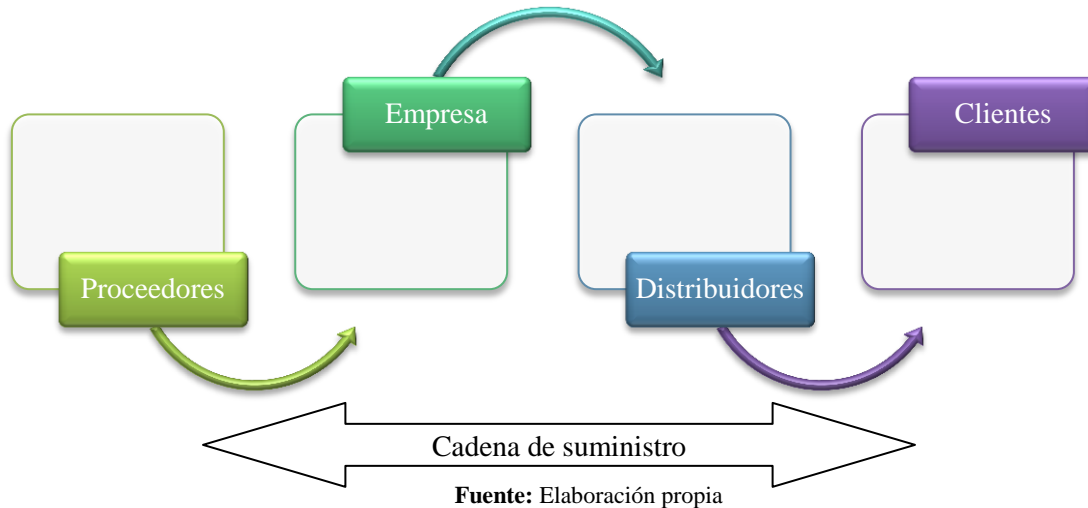 Proceedores
Empresa
Distribuidores
Clientes
Cadena de suministro
Fuente: Elaboración propia